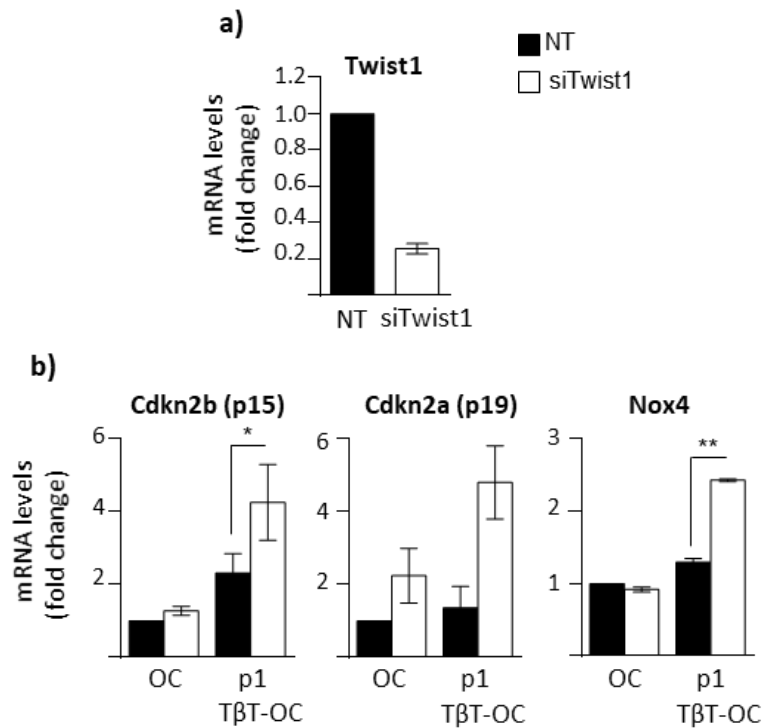 a)
NT
siTwist1
Twist1
mRNA levels
(fold change)
1.2
1.0
0.8
0.6
0.4
0.2
NT siTwist1
b)
Cdkn2b (p15)
mRNA levels
(fold change)
6
4
2
*
OC p1
TβT-OC
Cdkn2a (p19)
6
4
2
OC p1
TβT-OC
Nox4
3
2
1
**
OC p1
TβT-OC